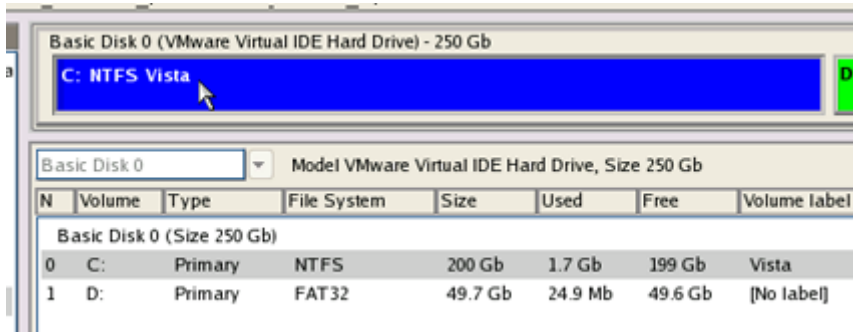 Basic Disk 0 (VMware Virtual IDE Hard Drive) - 250 Gb
C: NTFS Vista D
Basic Disk 0 Model VMware Virtual IDE Hard Drive, Size 250 Gb
N Volume Type File System Size Used Free Volume label
Basic Disk 0 (Size 250 Gb)
0 C: Primary NTFS 200 Gb 1.7 Gb 199 Gb Vista
1 D: Primary FAT32 49.7 Gb 24.9 Mb 49.6 Gb [No label]